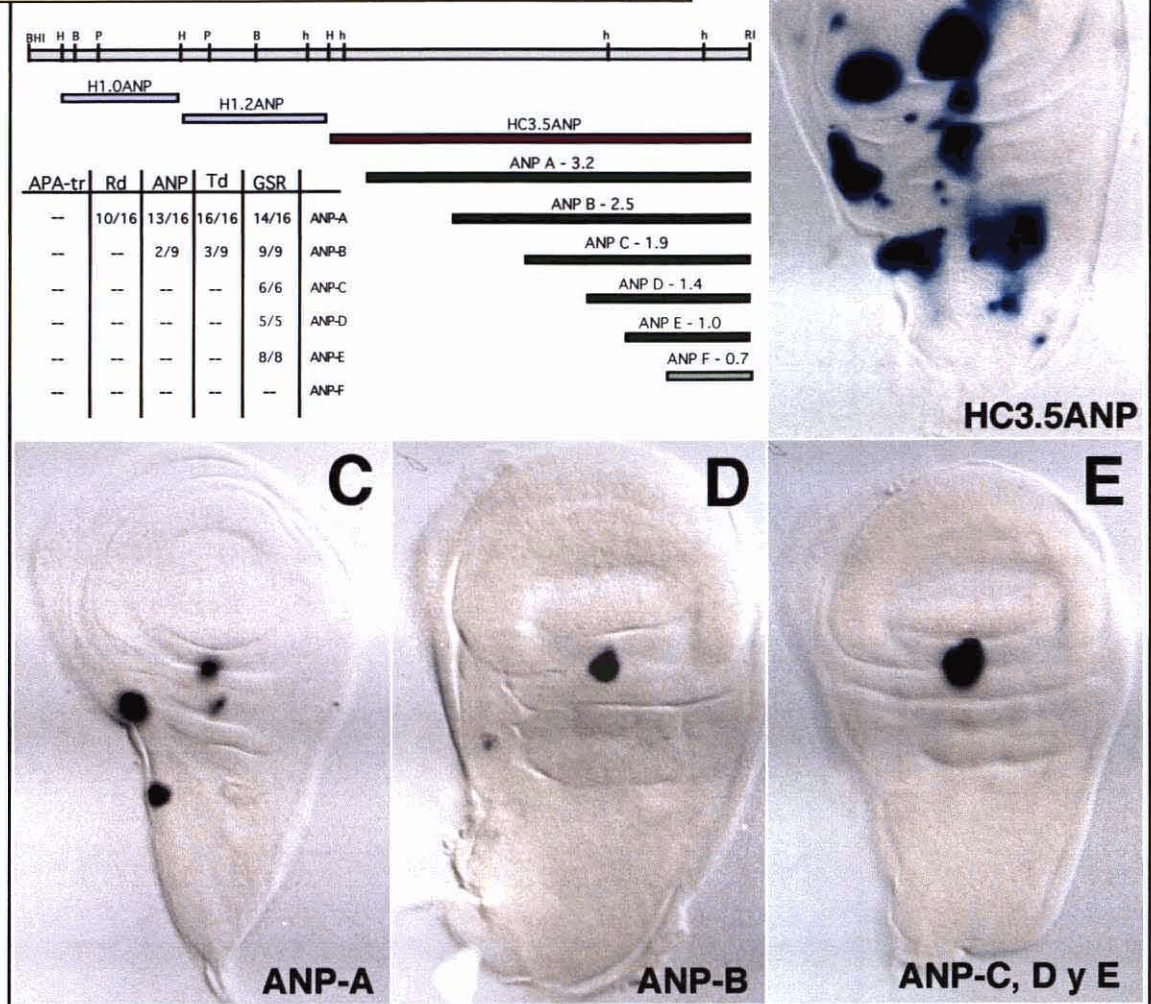 BHI H B P H P B h H h h h RI
H1.0ANP
H1.2ANP
HC3.5ANP
ANP A - 3.2
ANP B - 2.5
ANP C - 1.9
ANP D - 1.4
ANP E - 1.0
ANP F - 0.7
APA-tr Rd ANP Td GSR
-- 10/16 13/16 16/16 14/16 ANP-A
-- -- 2/9 3/9 9/9 ANP-B
-- -- -- -- 6/6 ANP-C
-- -- -- -- 5/5 ANP-D
-- -- -- -- 8/8 ANP-E
-- -- -- -- -- ANP-F
HC3.5ANP
C
ANP-A
D
ANP-B
E
ANP-C, D y E